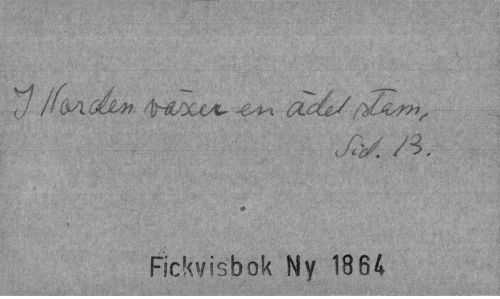 I Norden växer en ädel stam,
Sid. 13.
Fickvisbok Ny 1864